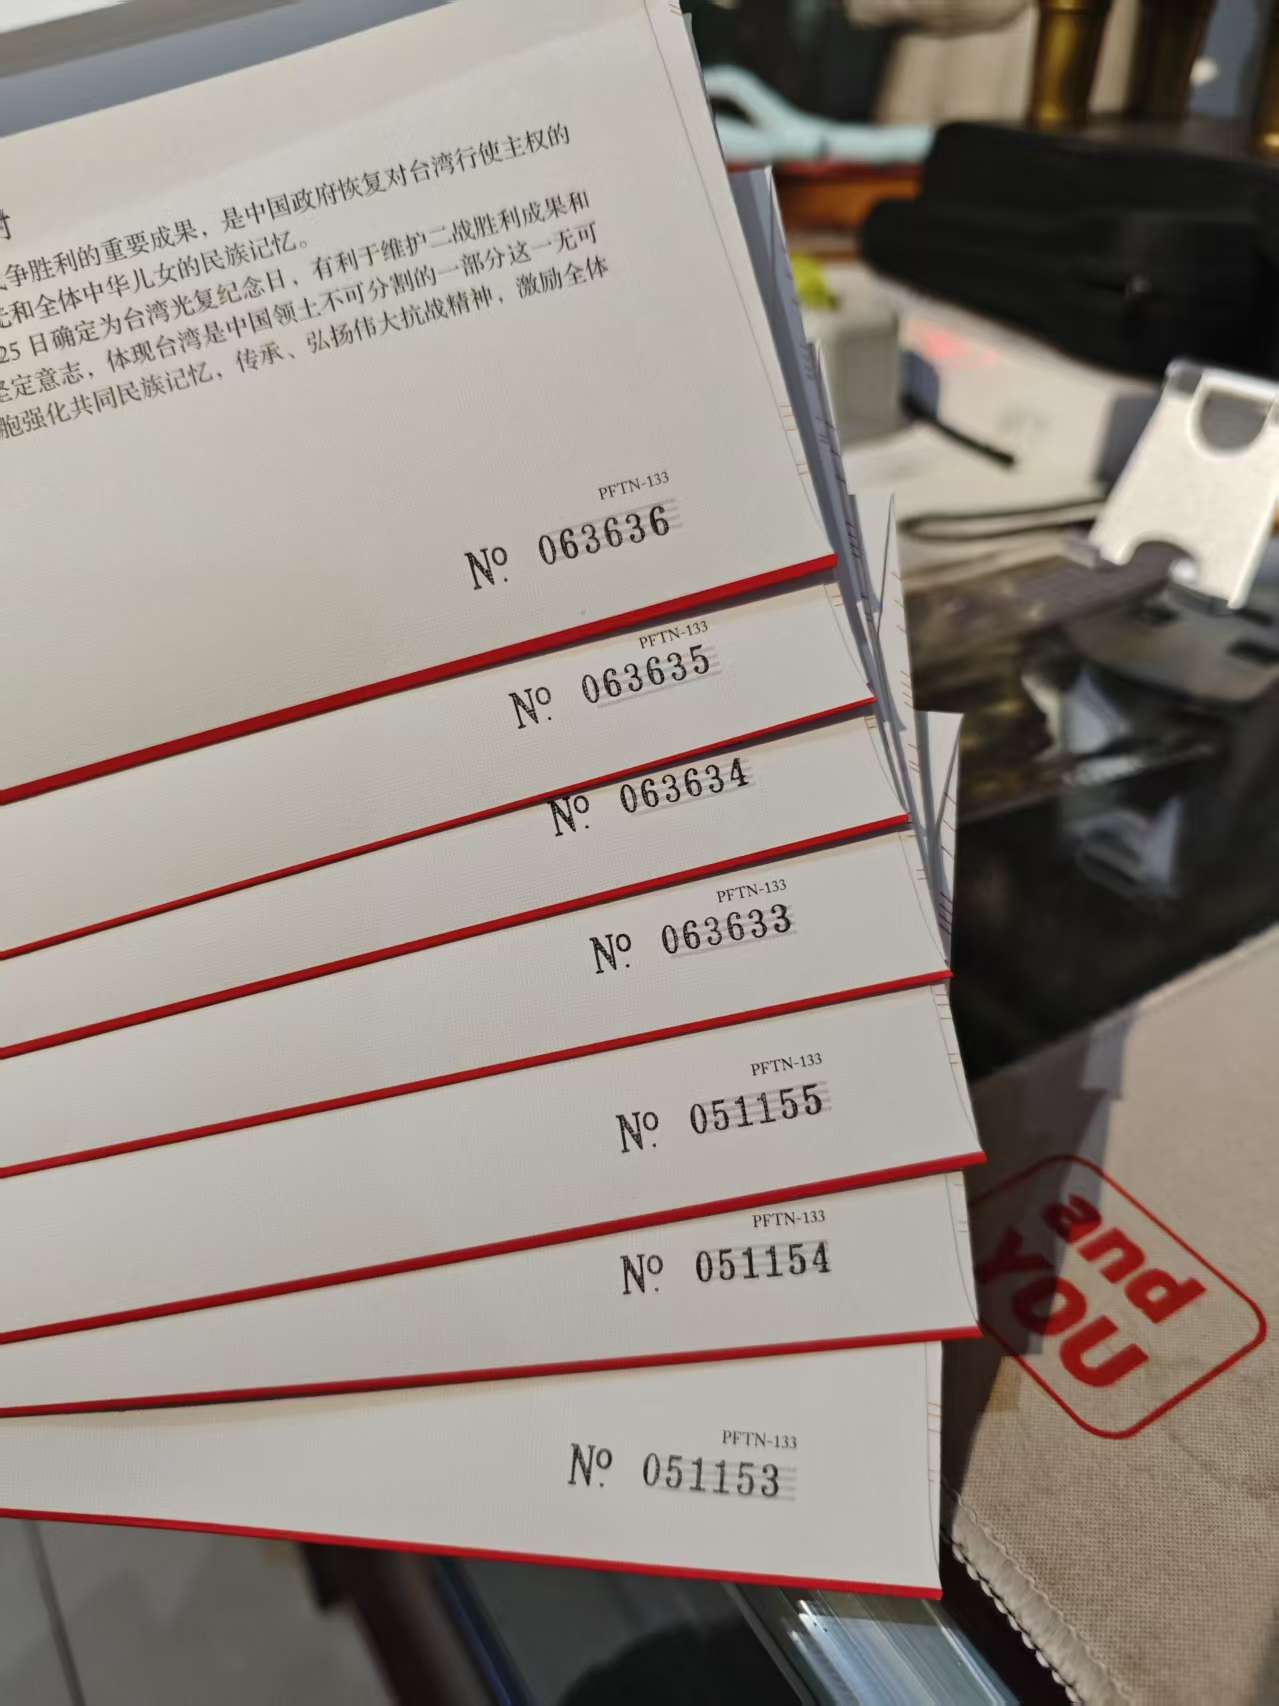 争胜利的重要成果，是中国政府恢复对台湾行使主权的
和全体中华儿女的民族记忆。
25 日确定为台湾光复纪念日，有利于维护二战胜利成果和
坚定意志，体现台湾是中国领土不可分割的一部分这一无可
胞强化共同民族记忆，传承、弘扬伟大抗战精神，激励全体
PFTN-133
Nº. 063636
PFTN-133
Nº. 063635
Nº. 063634
PFTN-133
Nº. 063633
PFTN-133
Nº. 051155
PFTN-133
Nº. 051154
PFTN-133
Nº. 051153
and
YOU